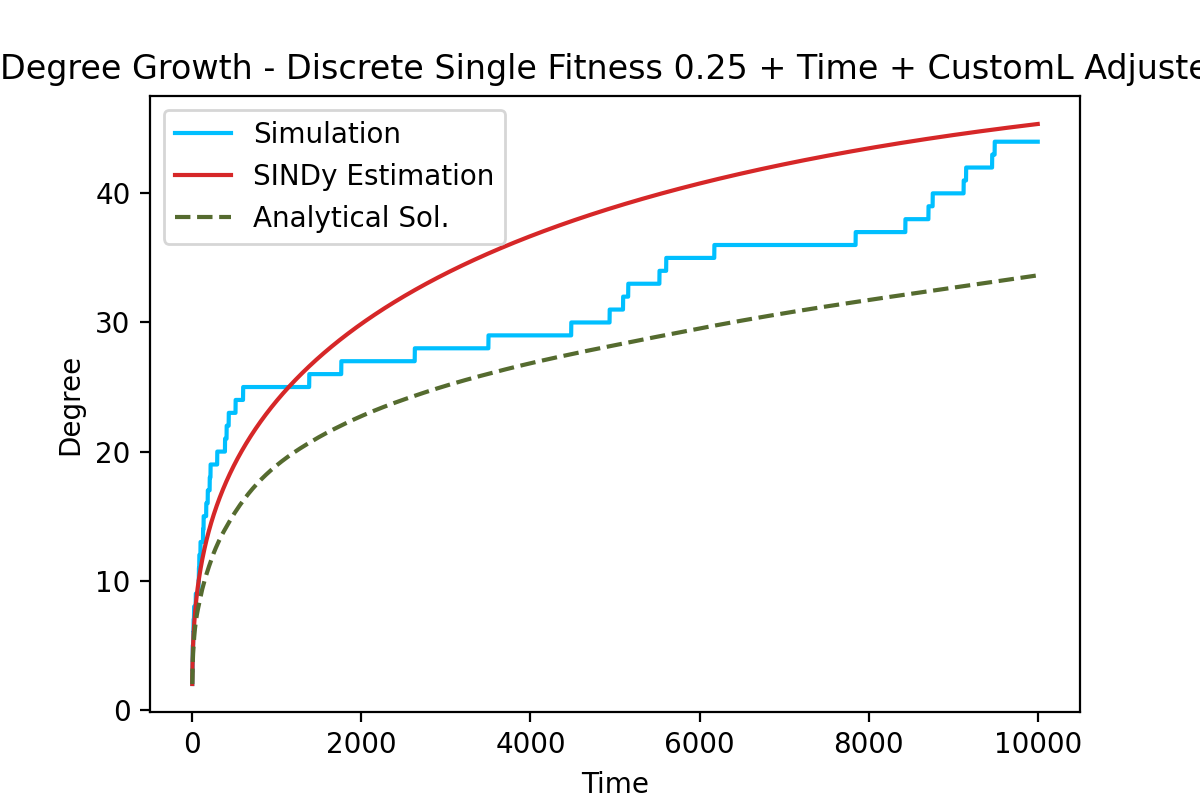 Degree Growth - Discrete Single Fitness 0.25 + Time + CustomL Adjuste
Simulation
SINDy Estimation
Analytical Sol.
40
30
20
10
0
Degree
0 2000 4000 6000 8000 10000
Time